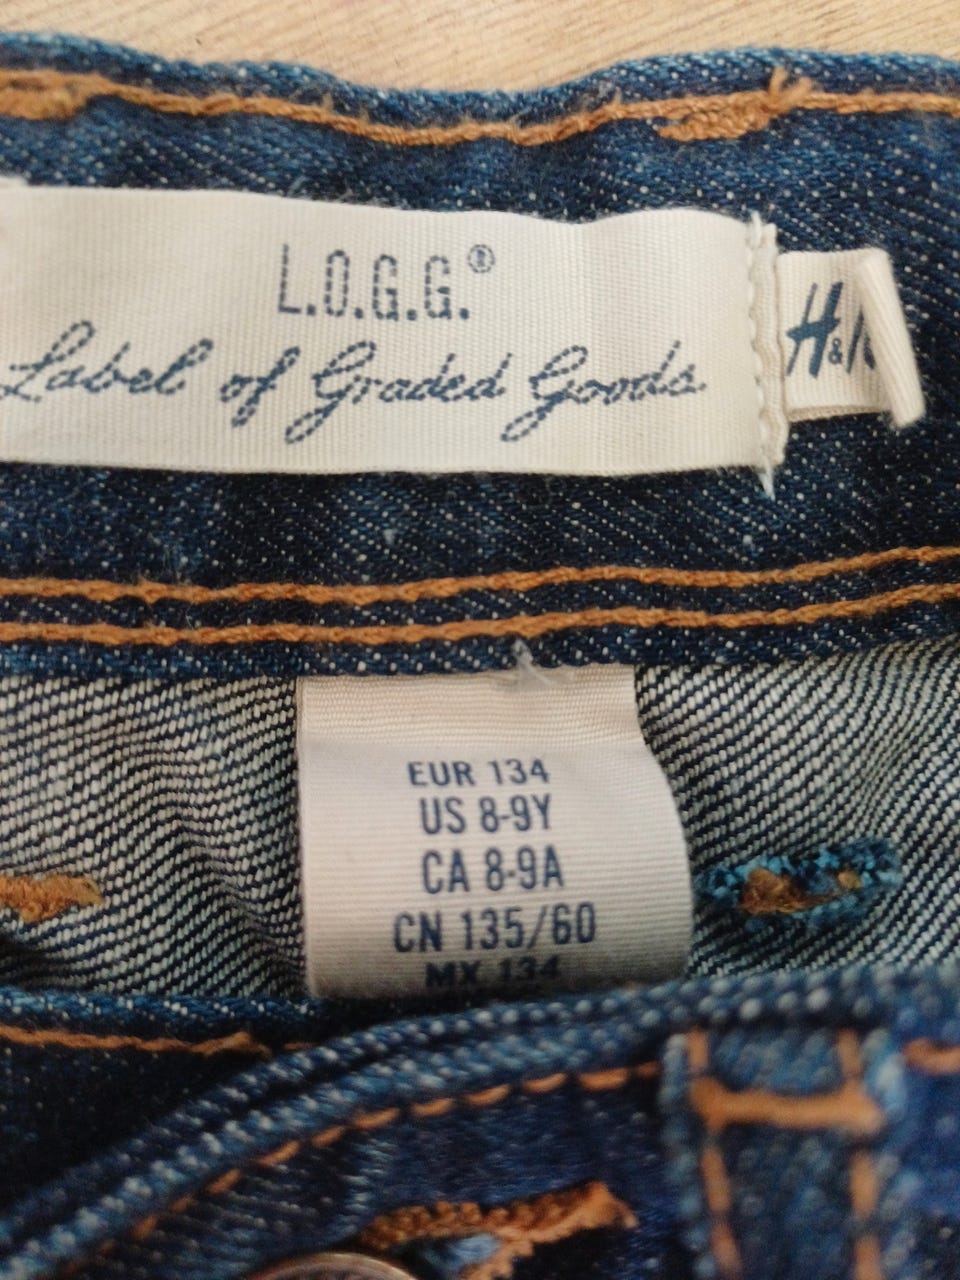 L.O.G.G.®
Label of Graded Goods
H&
EUR 134
US 8-9Y
CA 8-9A
CN 135/60
MX 134